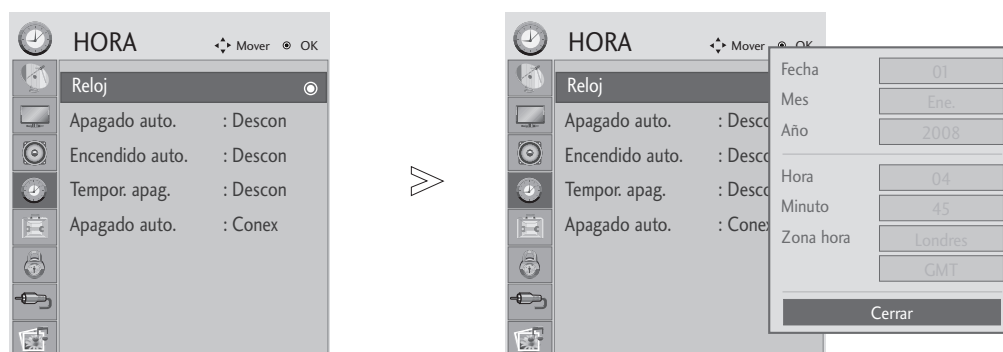 HORA Mover OK
Reloj
Apagado auto. : Descon
Encendido auto. : Descon
Tempor. apag. : Descon
Apagado auto. : Conex
HORA Mover OK
Reloj
Apagado auto. : Desco
Encendido auto. : Desco
Tempor. apag. : Desco
Apagado auto. : Conex
Fecha 01
Mes Ene.
Año 2008
Hora 04
Minuto 45
Zona hora Londres
GMT
Cerrar